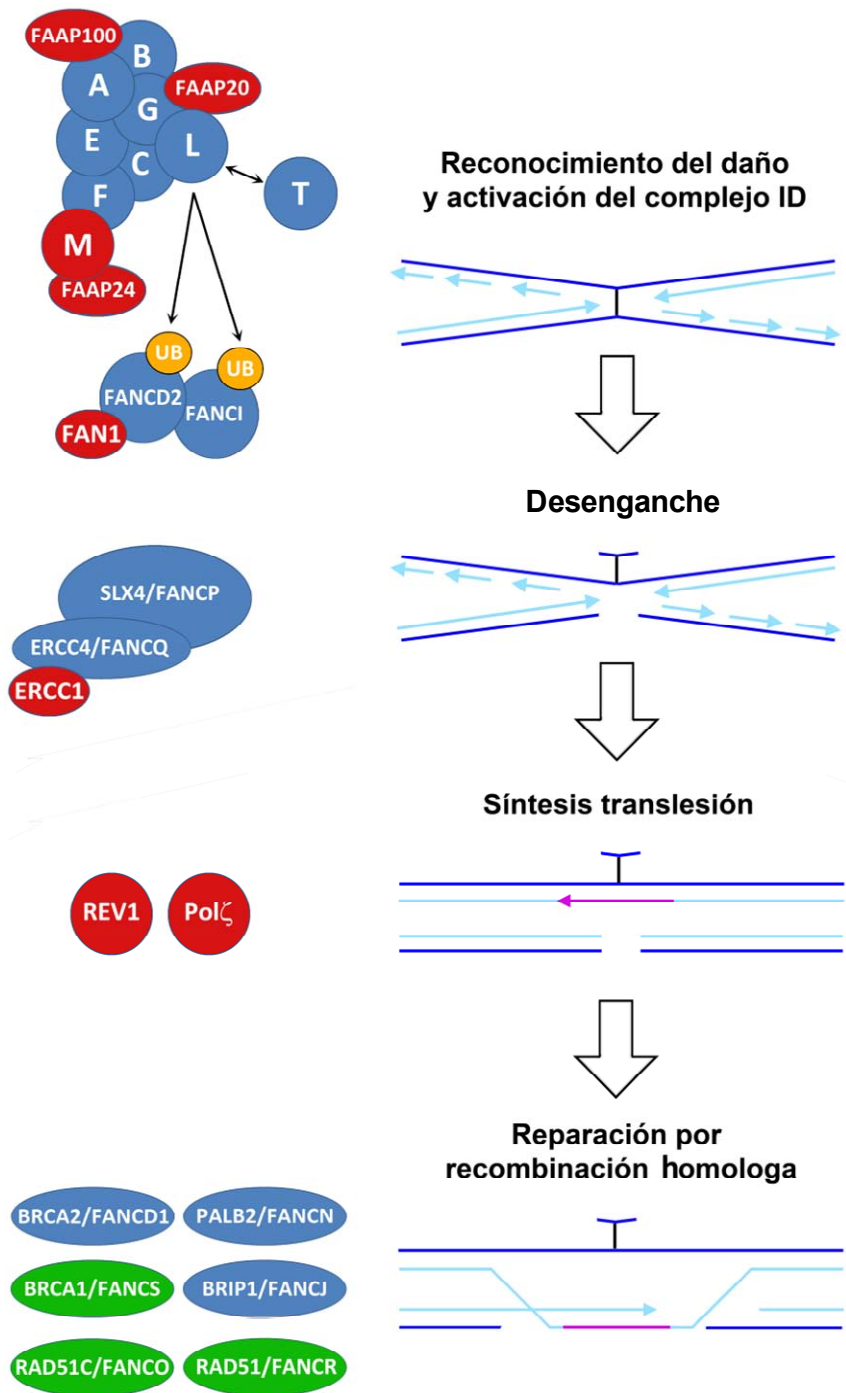 FAAP100
B
A
FAAP20
G
E
L
C
T
F
M
FAAP24
UB
UB
FANCD2
FANCI
FAN1
Reconocimiento del daño
y activación del complejo ID
Desenganche
SLX4/FANCP
ERCC4/FANCQ
ERCC1
Síntesis translesión
REV1
Polζ
Reparación por
recombinación homologa
BRCA2/FANCD1
PALB2/FANCN
BRCA1/FANCS
BRIP1/FANCJ
RAD51C/FANCO
RAD51/FANCR